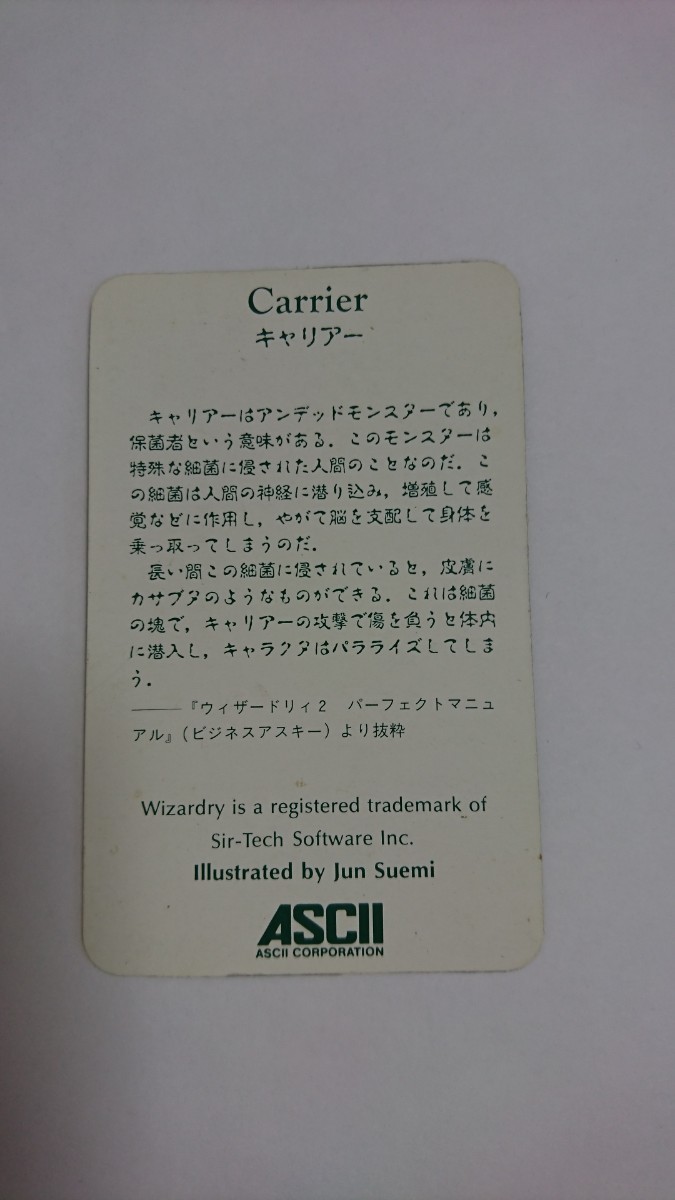 Carrier
キャリアー
キャリアーはアンデッドモンスターであり，
保菌者という意味がある．このモンスターは
特殊な細菌に侵された人間のことなのだ．こ
の細菌は人間の神経に潜り込み，増殖して感
覚などに作用し，やがて脳を支配して身体を
乗っ取ってしまうのだ．
長い間この細菌に侵されていると，皮膚に
カサブタのようなものができる．これは細菌
の塊で，キャリアーの攻撃で傷を負うと体内
に潜入し，キャラクタはパラライズしてしま
う．
———『ウィザードリィ2　パーフェクトマニュ
アル』（ビジネスアスキー）より抜粋
Wizardry is a registered trademark of
Sir-Tech Software Inc.
Illustrated by Jun Suemi
ASCII
ASCII CORPORATION